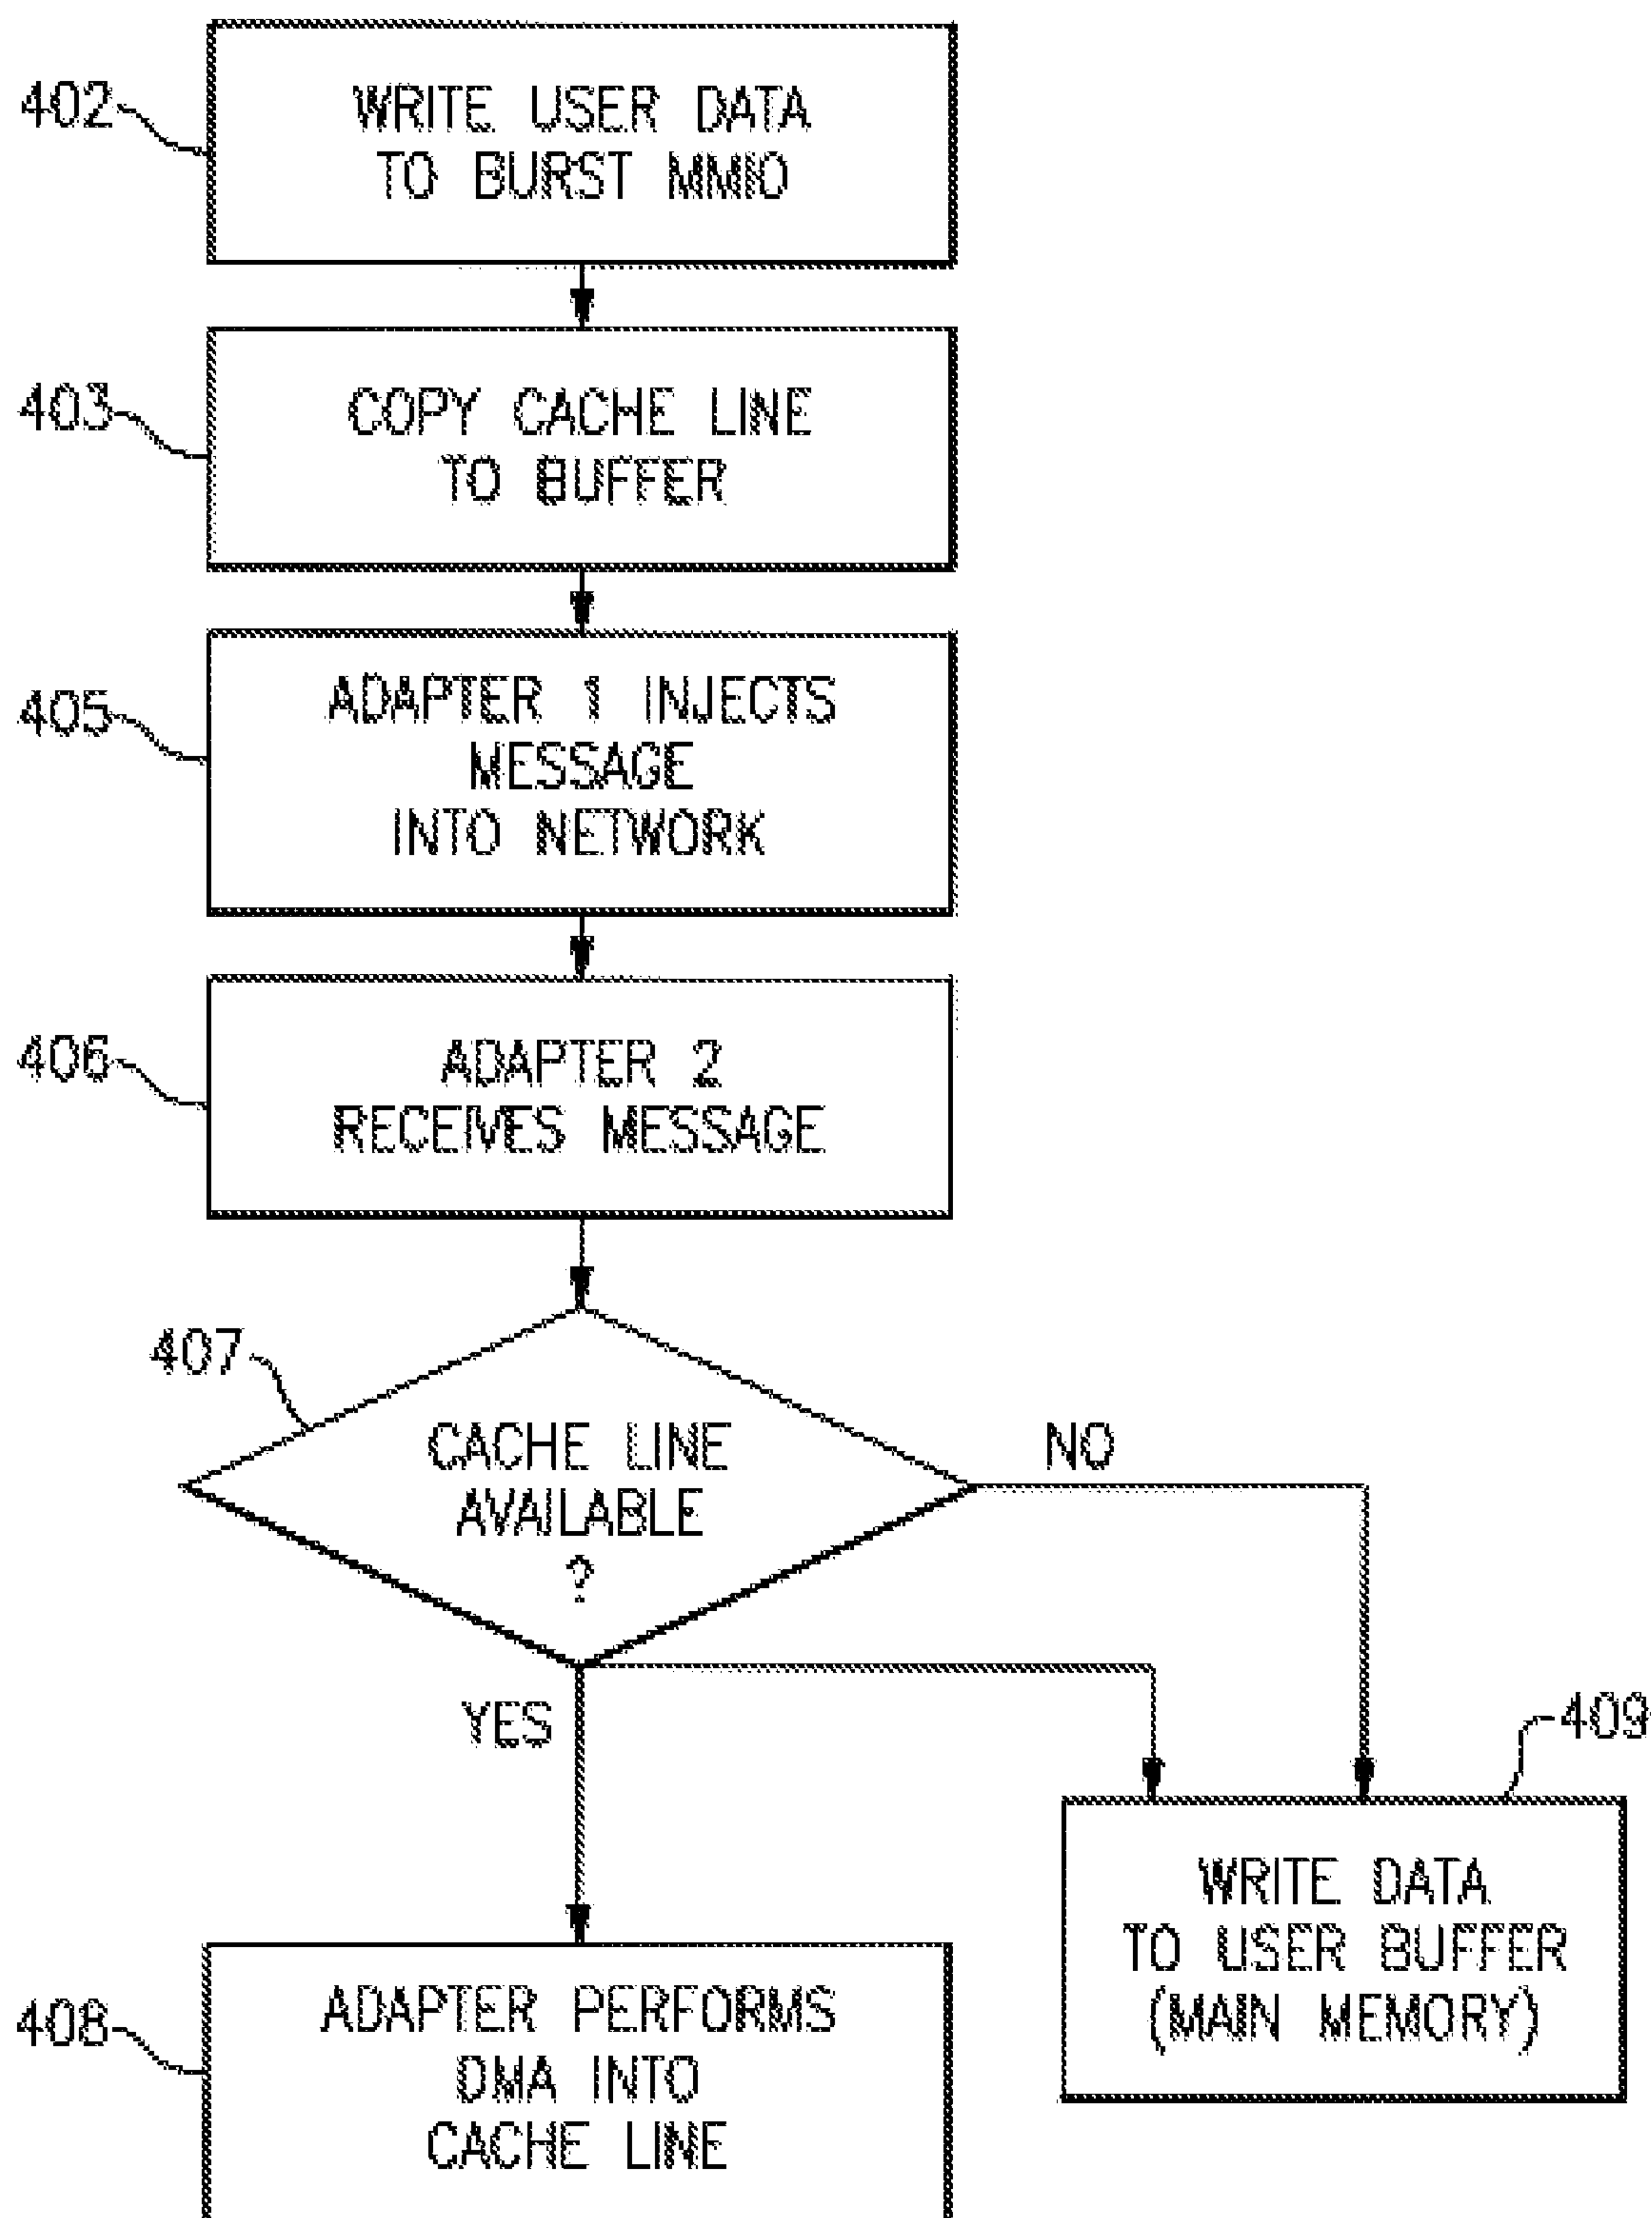 402
WRITE USER DATA
TO BURST MMIO
403
COPY CACHE LINE
TO BUFFER
405
ADAPTER 1 INJECTS
MESSAGE
INTO NETWORK
406
ADAPTER 2
RECEIVES MESSAGE
407
CACHE LINE
AVAILABLE
?
NO
YES
409
WRITE DATA
TO USER BUFFER
(MAIN MEMORY)
408
ADAPTER PERFORMS
DMA INTO
CACHE LINE